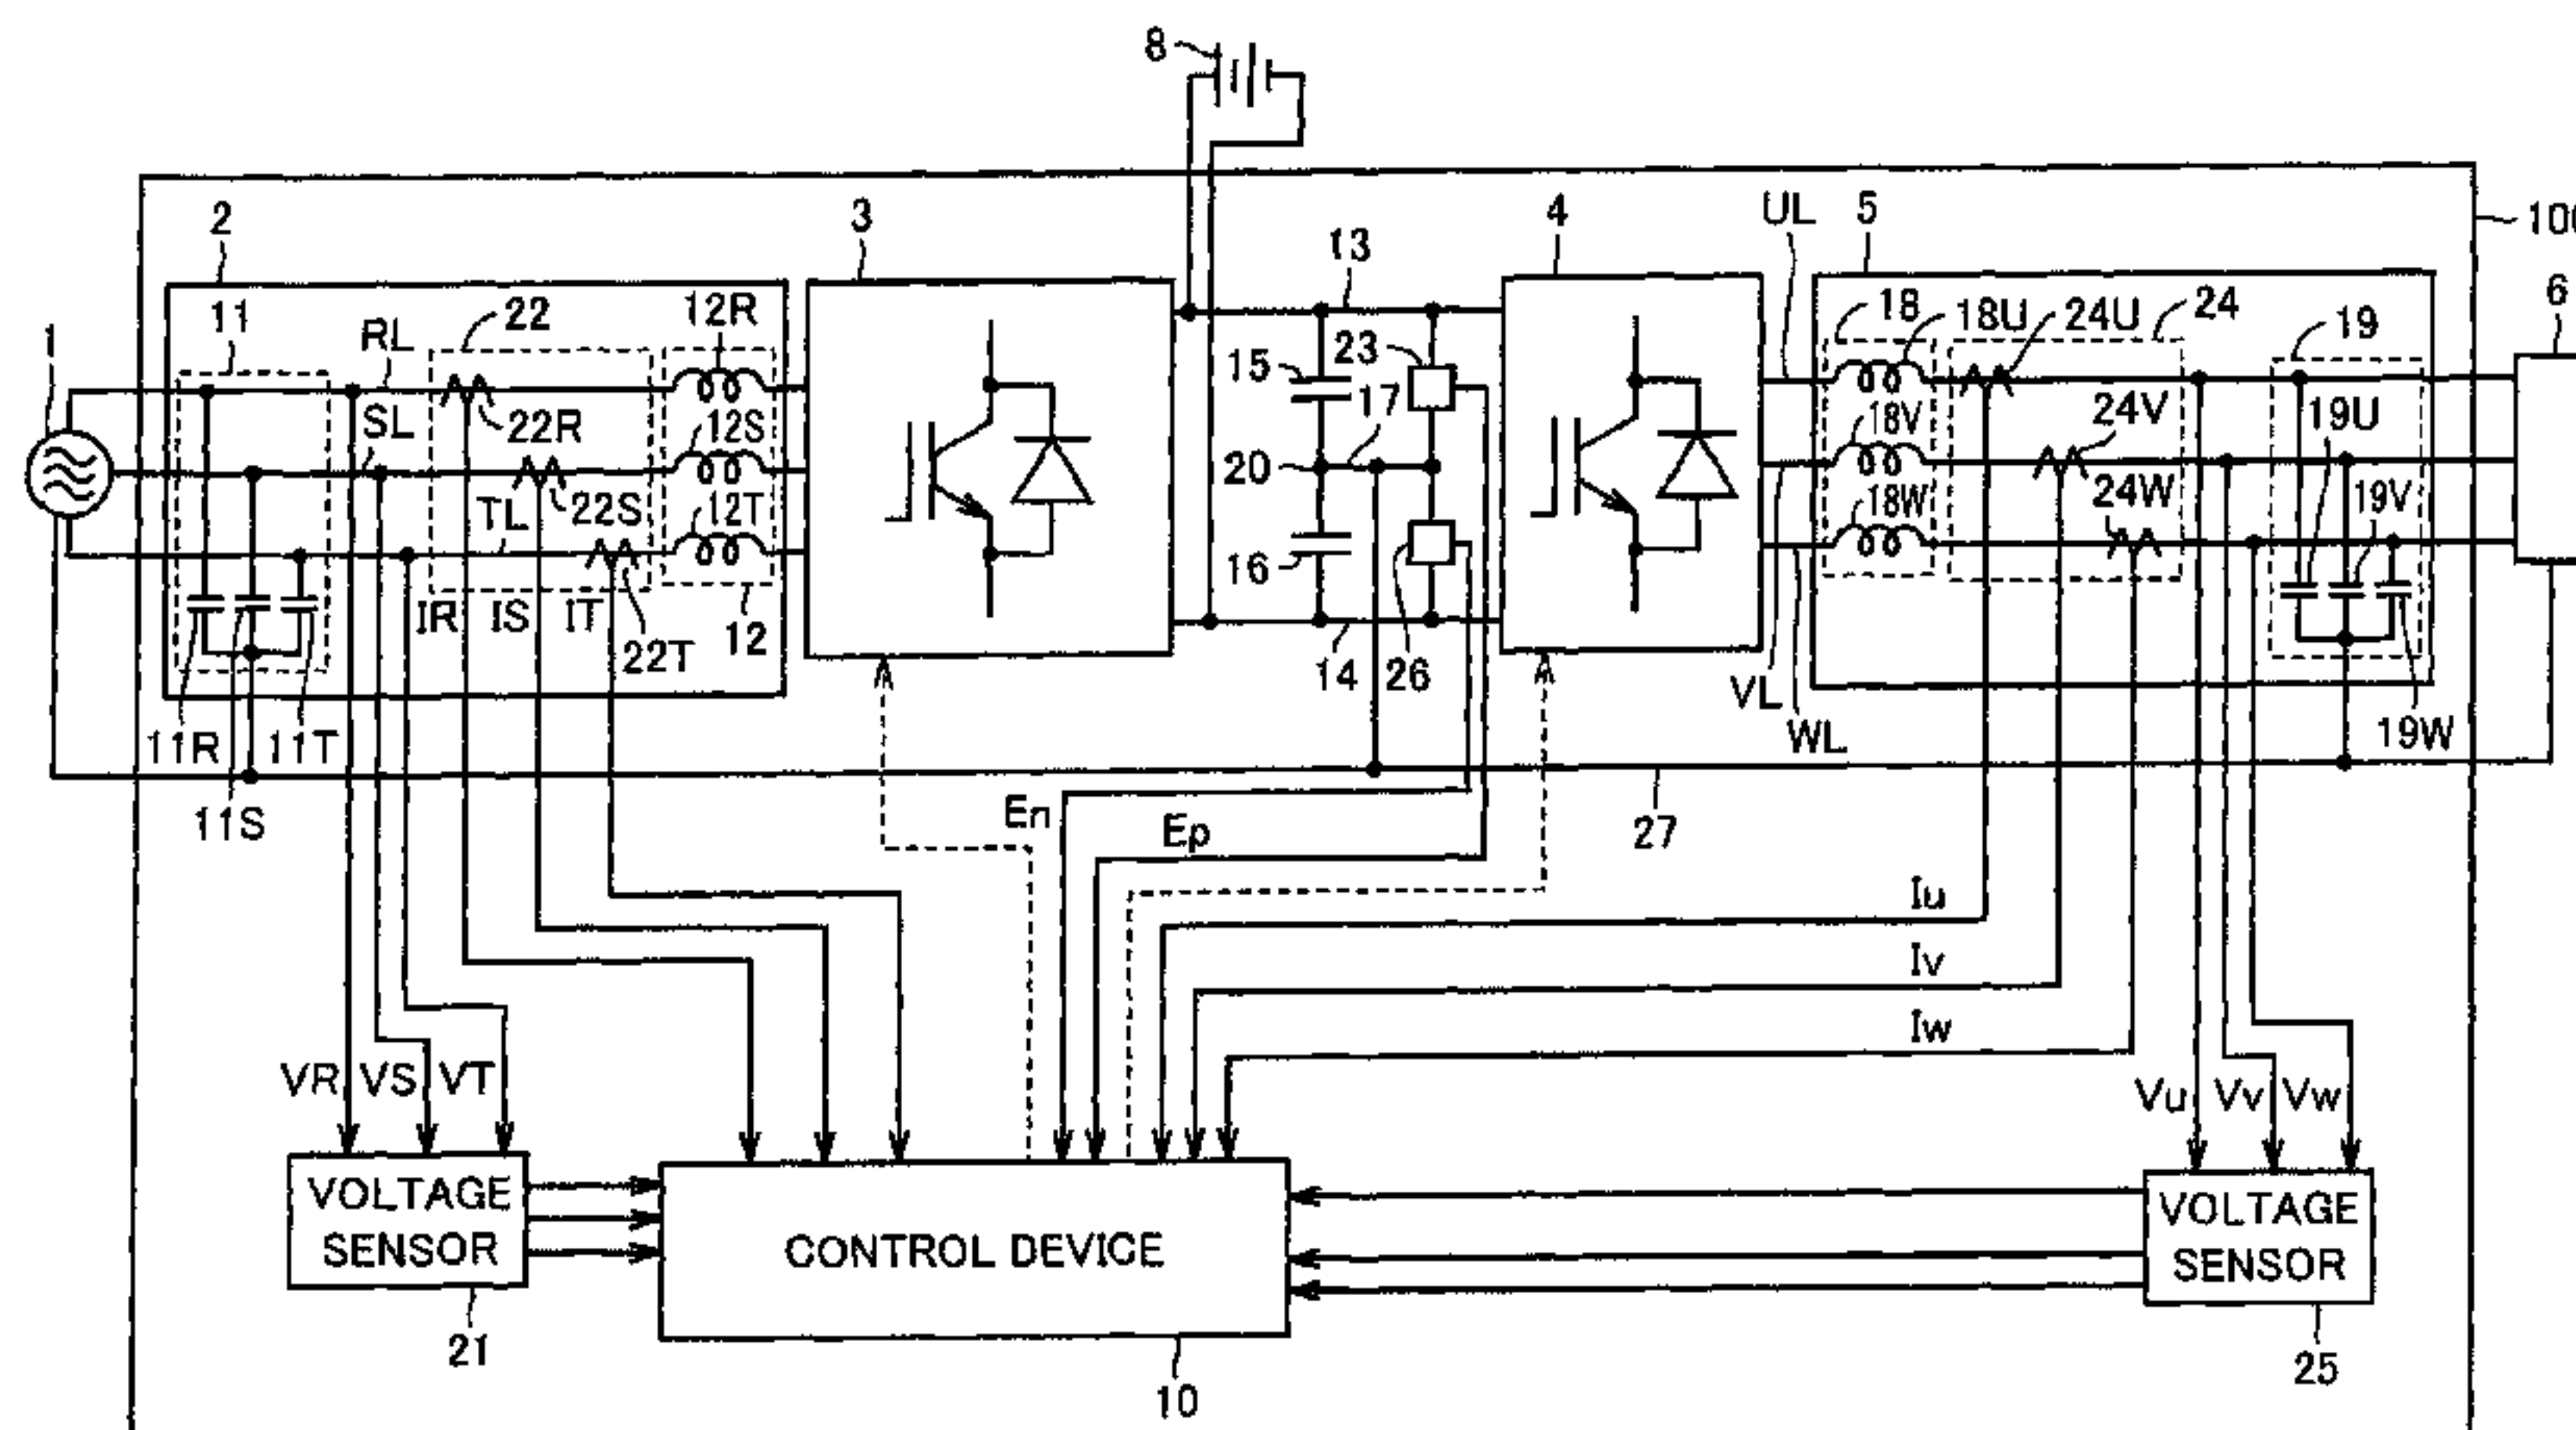 8
2
3
13
4
UL
5
6
1
11
RL
22
12R
15
23
17
18
18U
24U
24
19
SL
22R
12S
18V
24V
19U
20
TL
22S
12T
16
18W
24W
19V
IR
IS
IT
22T
12
14
26
VL
WL
11R
11T
19W
11S
En
Ep
27
Iu
Iv
Iw
VR
VS
VT
Vu
Vv
Vw
VOLTAGE
SENSOR
CONTROL DEVICE
VOLTAGE
SENSOR
21
10
25